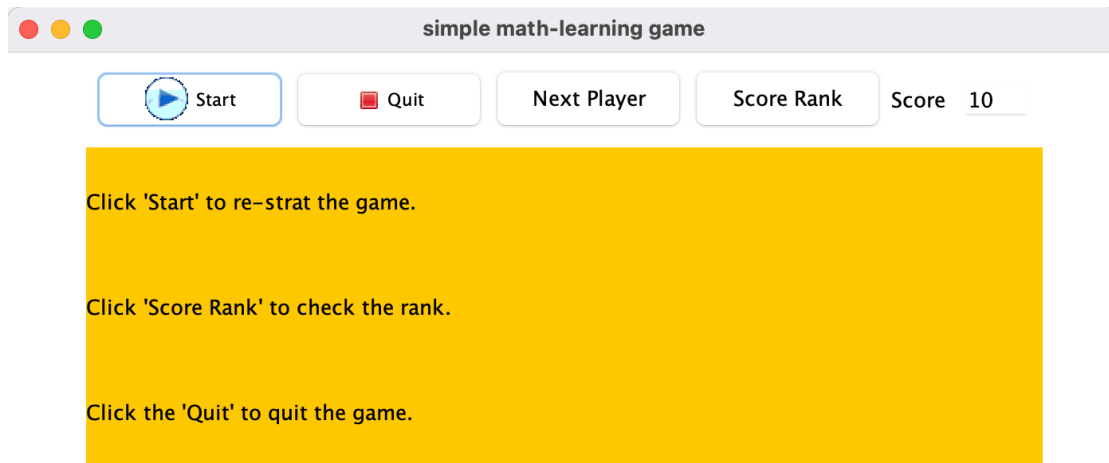 simple math-learning game
Start Quit Next Player Score Rank Score 10
Click 'Start' to re-strat the game.
Click 'Score Rank' to check the rank.
Click the 'Quit' to quit the game.